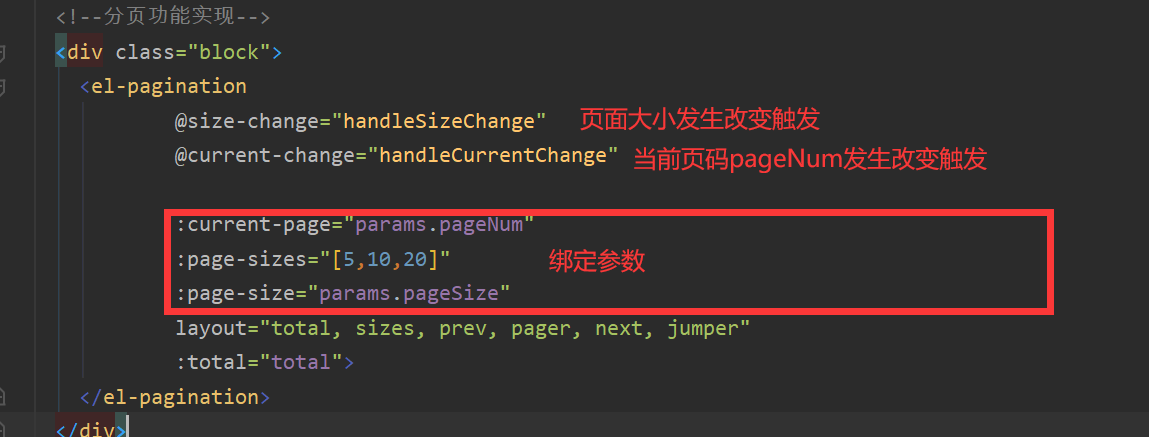 <!--分页功能实现-->
<div class="block">
<el-pagination
@size-change="handleSizeChange" 页面大小发生改变触发
@current-change="handleCurrentChange" 当前页码pageNum发生改变触发
:current-page="params.pageNum"
:page-sizes="[5,10,20]" 绑定参数
:page-size="params.pageSize"
layout="total, sizes, prev, pager, next, jumper"
:total="total">
</el-pagination>
</div>